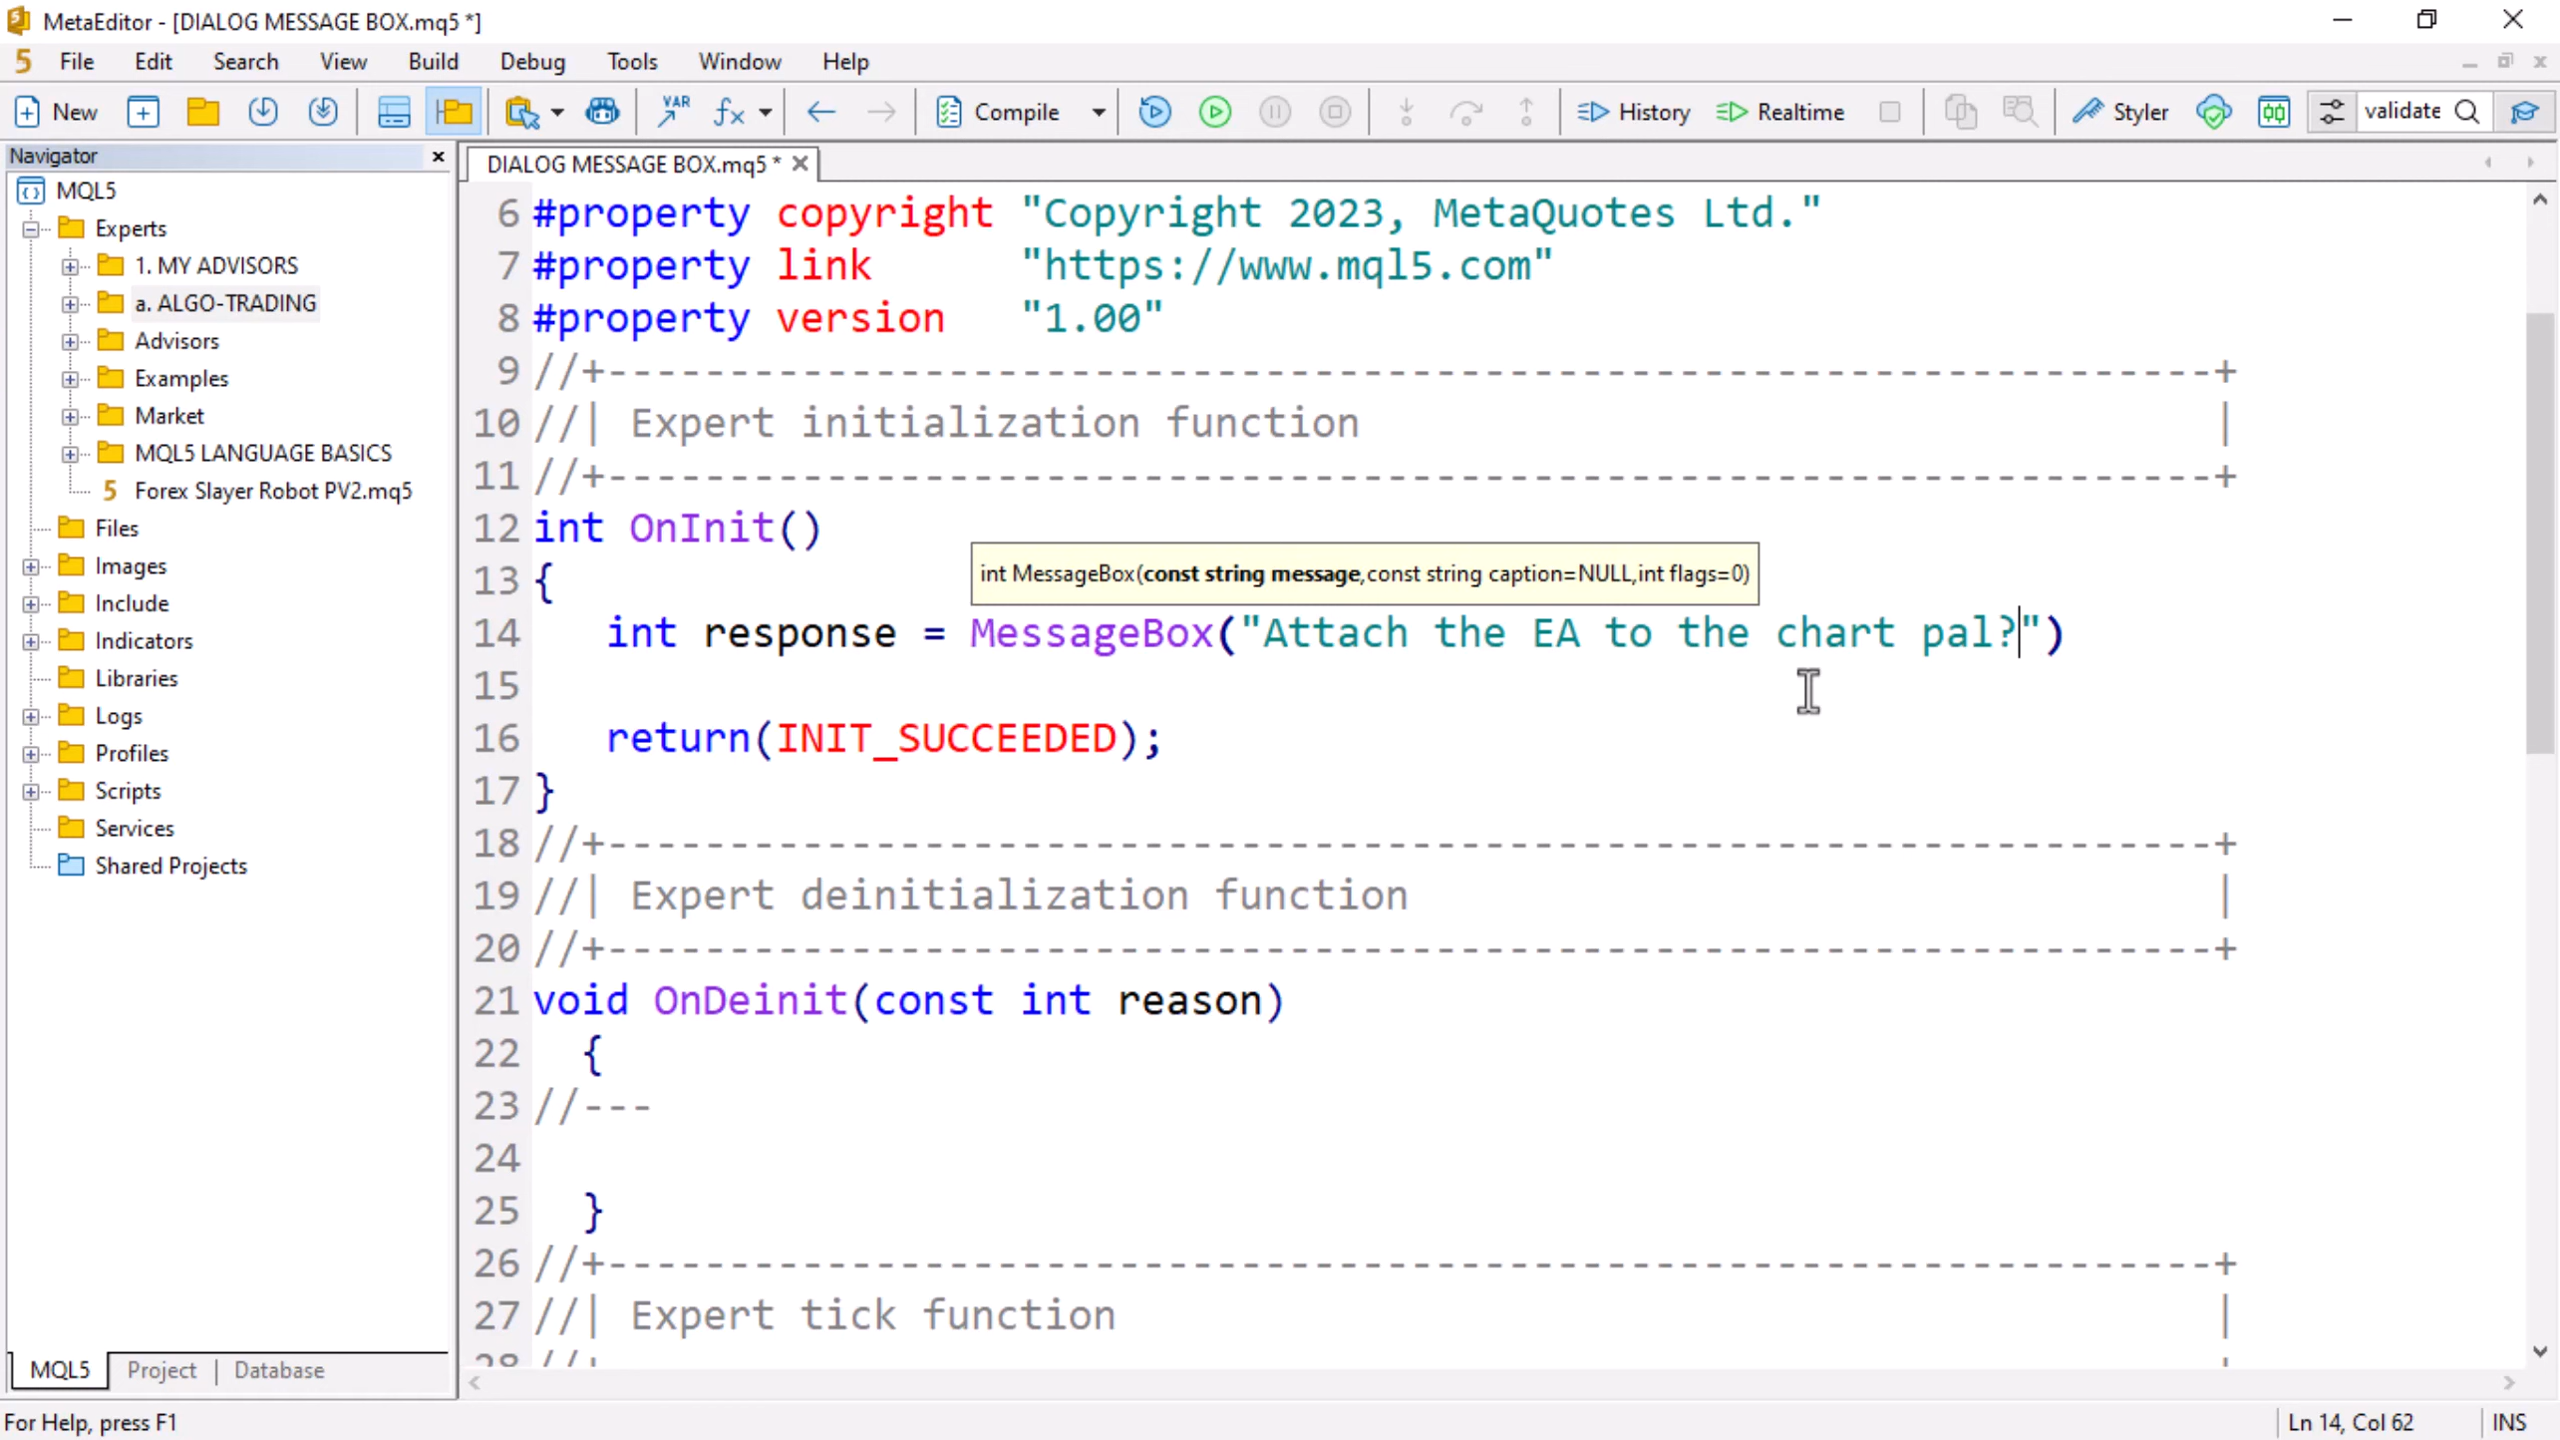 MetaEditor - [DIALOG MESSAGE BOX.mq5 *]
5 File Edit Search View Build Debug Tools Window Help
New VAR fx Compile History Realtime Styler validate
Navigator
DIALOG MESSAGE BOX.mq5 *
MQL5
Experts
1. MY ADVISORS
a. ALGO-TRADING
Advisors
Examples
Market
MQL5 LANGUAGE BASICS
5 Forex Slayer Robot PV2.mq5
Files
Images
Include
Indicators
Libraries
Logs
Profiles
Scripts
Services
Shared Projects
MQL5 | Project | Database
6 #property copyright "Copyright 2023, MetaQuotes Ltd."
7 #property link      "https://www.mql5.com"
8 #property version   "1.00"
9 //+------------------------------------------------------------------+
10 //| Expert initialization function                                   |
11 //+------------------------------------------------------------------+
12 int OnInit()
int MessageBox(const string message,const string caption=NULL,int flags=0)
13 {
14    int response = MessageBox("Attach the EA to the chart pal?")
15
16    return(INIT_SUCCEEDED);
17 }
18 //+------------------------------------------------------------------+
19 //| Expert deinitialization function                                 |
20 //+------------------------------------------------------------------+
21 void OnDeinit(const int reason)
22   {
23 //---
24
25   }
26 //+------------------------------------------------------------------+
27 //| Expert tick function                                             |
28 //+
For Help, press F1
Ln 14, Col 62
INS